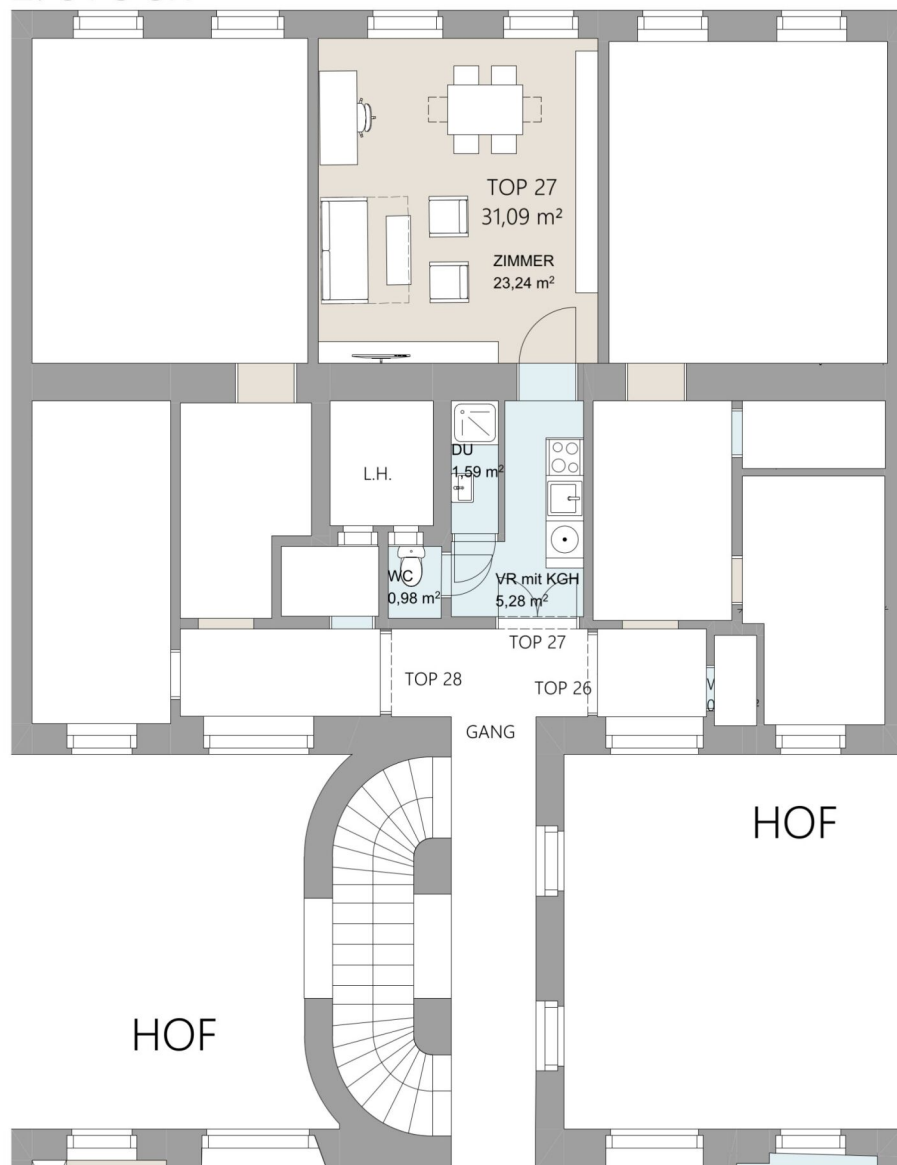 TOP 27
31,09 m²
ZIMMER
23,24 m²
L.H.
DU
1,59 m²
WC
0,98 m²
VR mit KGH
5,28 m²
TOP 27
TOP 28
TOP 26
GANG
HOF
HOF